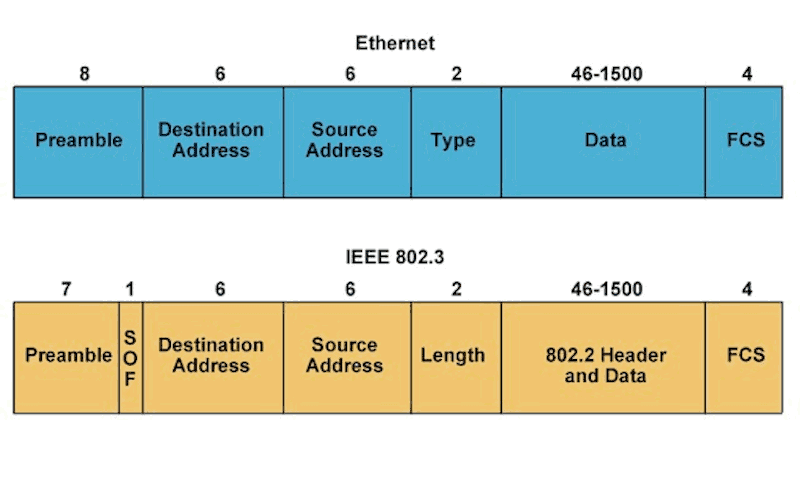 Ethernet
8 6 6 2 46-1500 4
Preamble Destination Address Source Address Type Data FCS
IEEE 802.3
7 1 6 6 2 46-1500 4
Preamble SOF Destination Address Source Address Length 802.2 Header and Data FCS